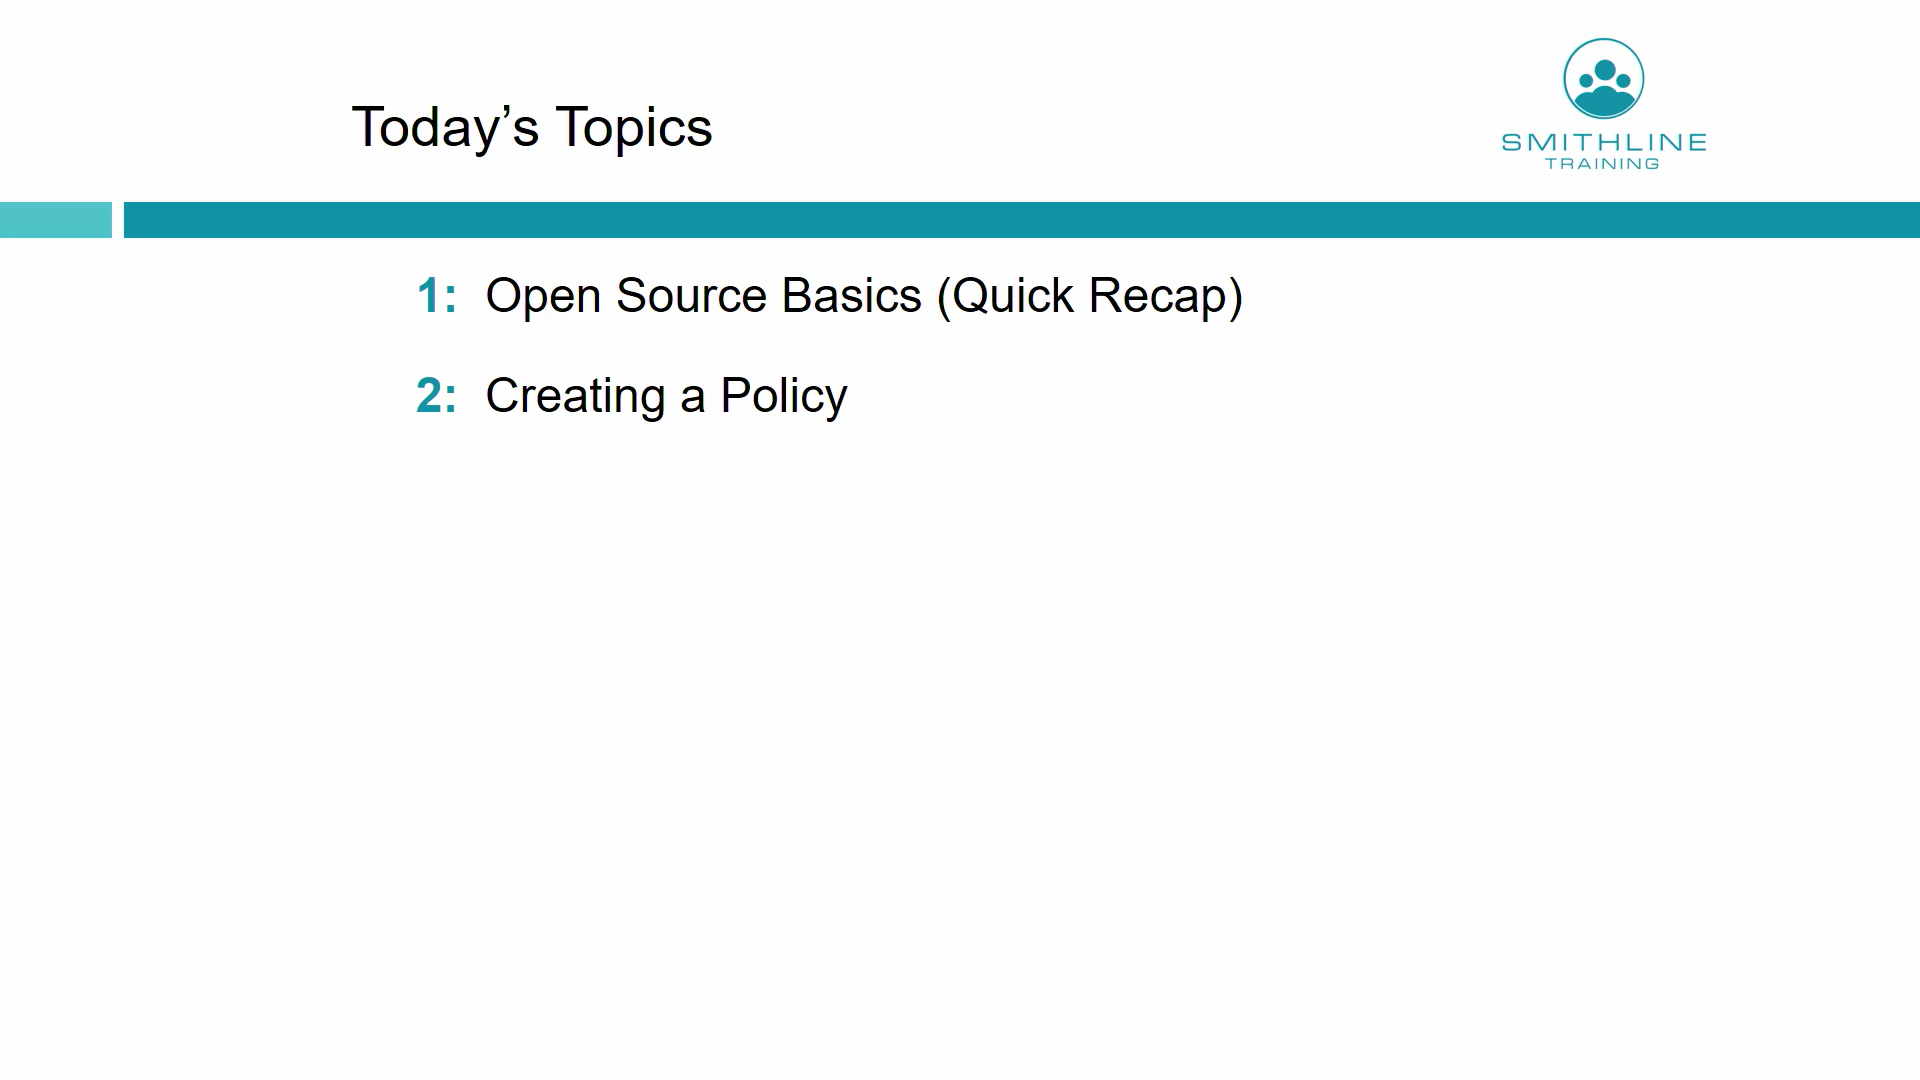 Today’s Topics
SMITHLINE
TRAINING
1: Open Source Basics (Quick Recap)
2: Creating a Policy